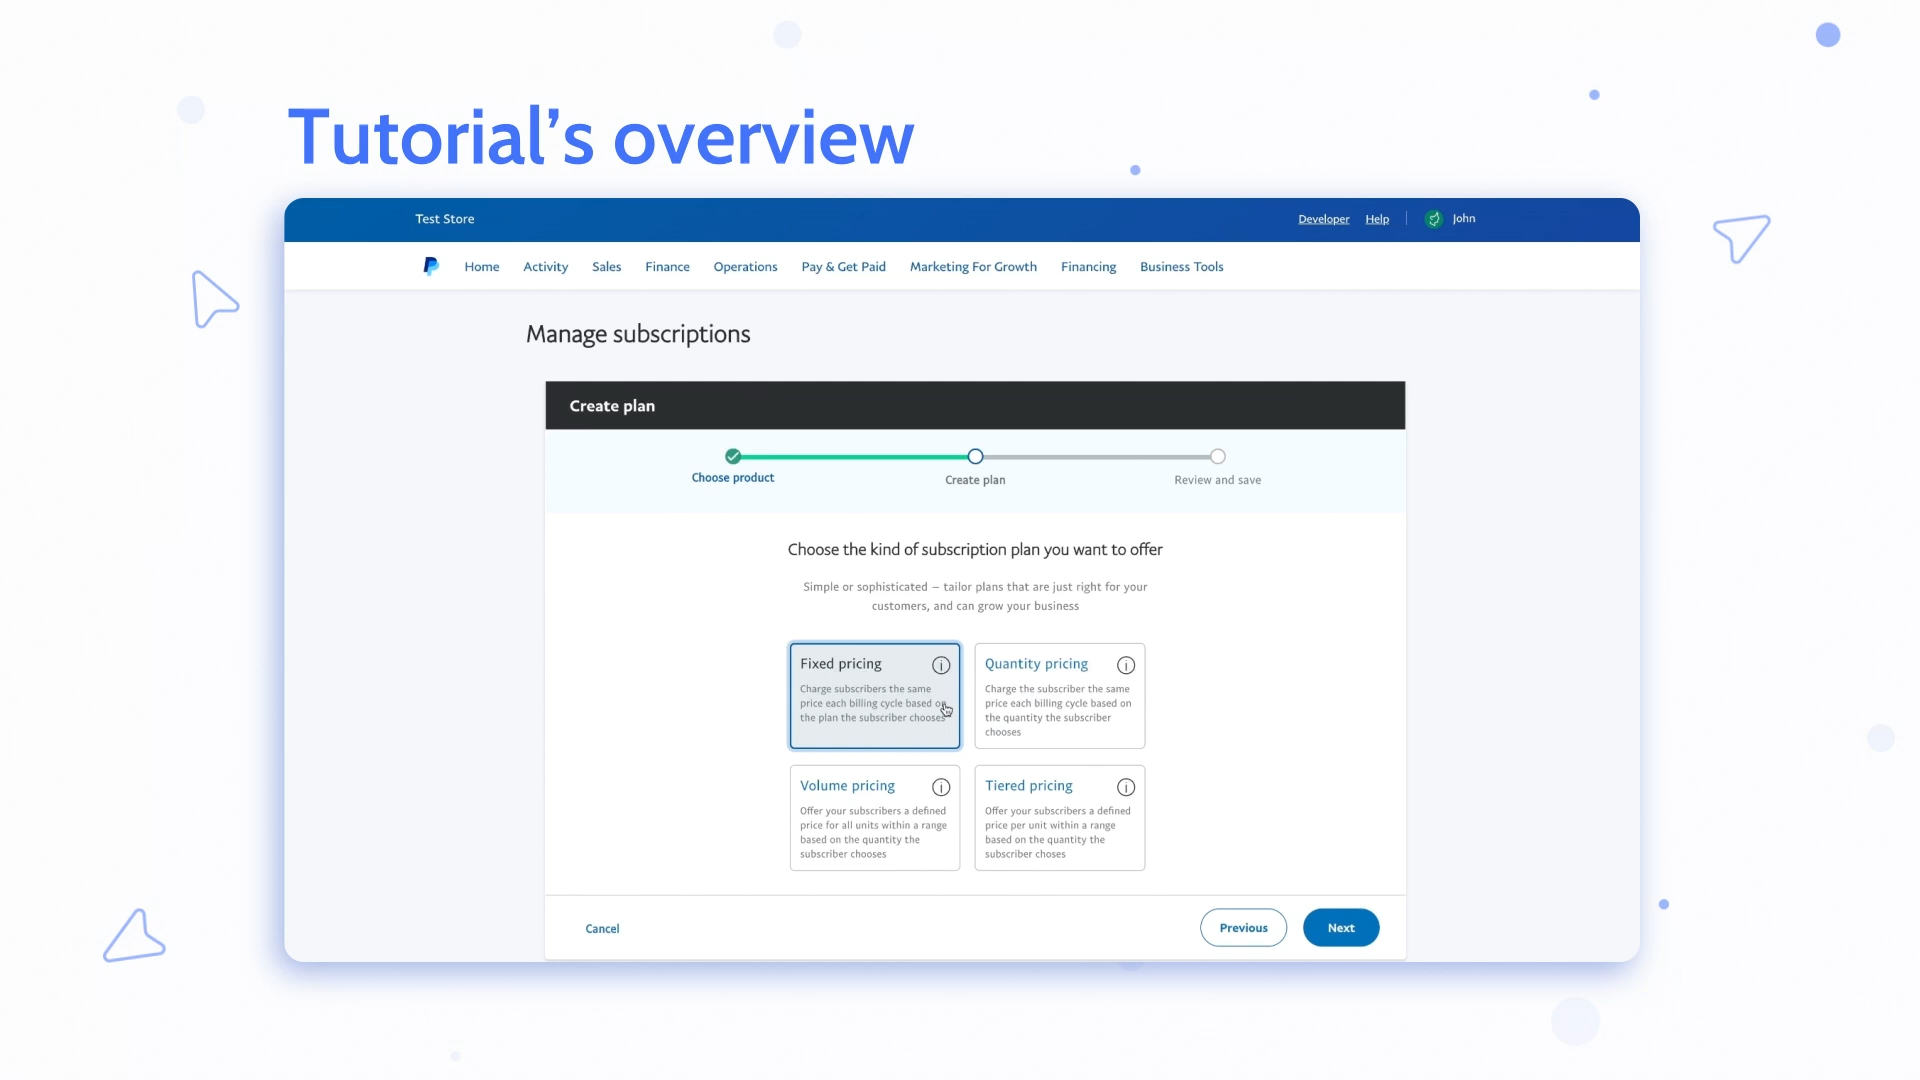 Tutorial’s overview
Test Store
Developer Help John
Home Activity Sales Finance Operations Pay & Get Paid Marketing For Growth Financing Business Tools
Manage subscriptions
Create plan
Choose product
Create plan
Review and save
Choose the kind of subscription plan you want to offer
Simple or sophisticated – tailor plans that are just right for your
customers, and can grow your business
Fixed pricing
Charge subscribers the same
price each billing cycle based on
the plan the subscriber chooses
Quantity pricing
Charge the subscriber the same
price each billing cycle based on
the quantity the subscriber
chooses
Volume pricing
Offer your subscribers a defined
price for all units within a range
based on the quantity the
subscriber chooses
Tiered pricing
Offer your subscribers a defined
price per unit within a range
based on the quantity the
subscriber choses
Cancel
Previous
Next